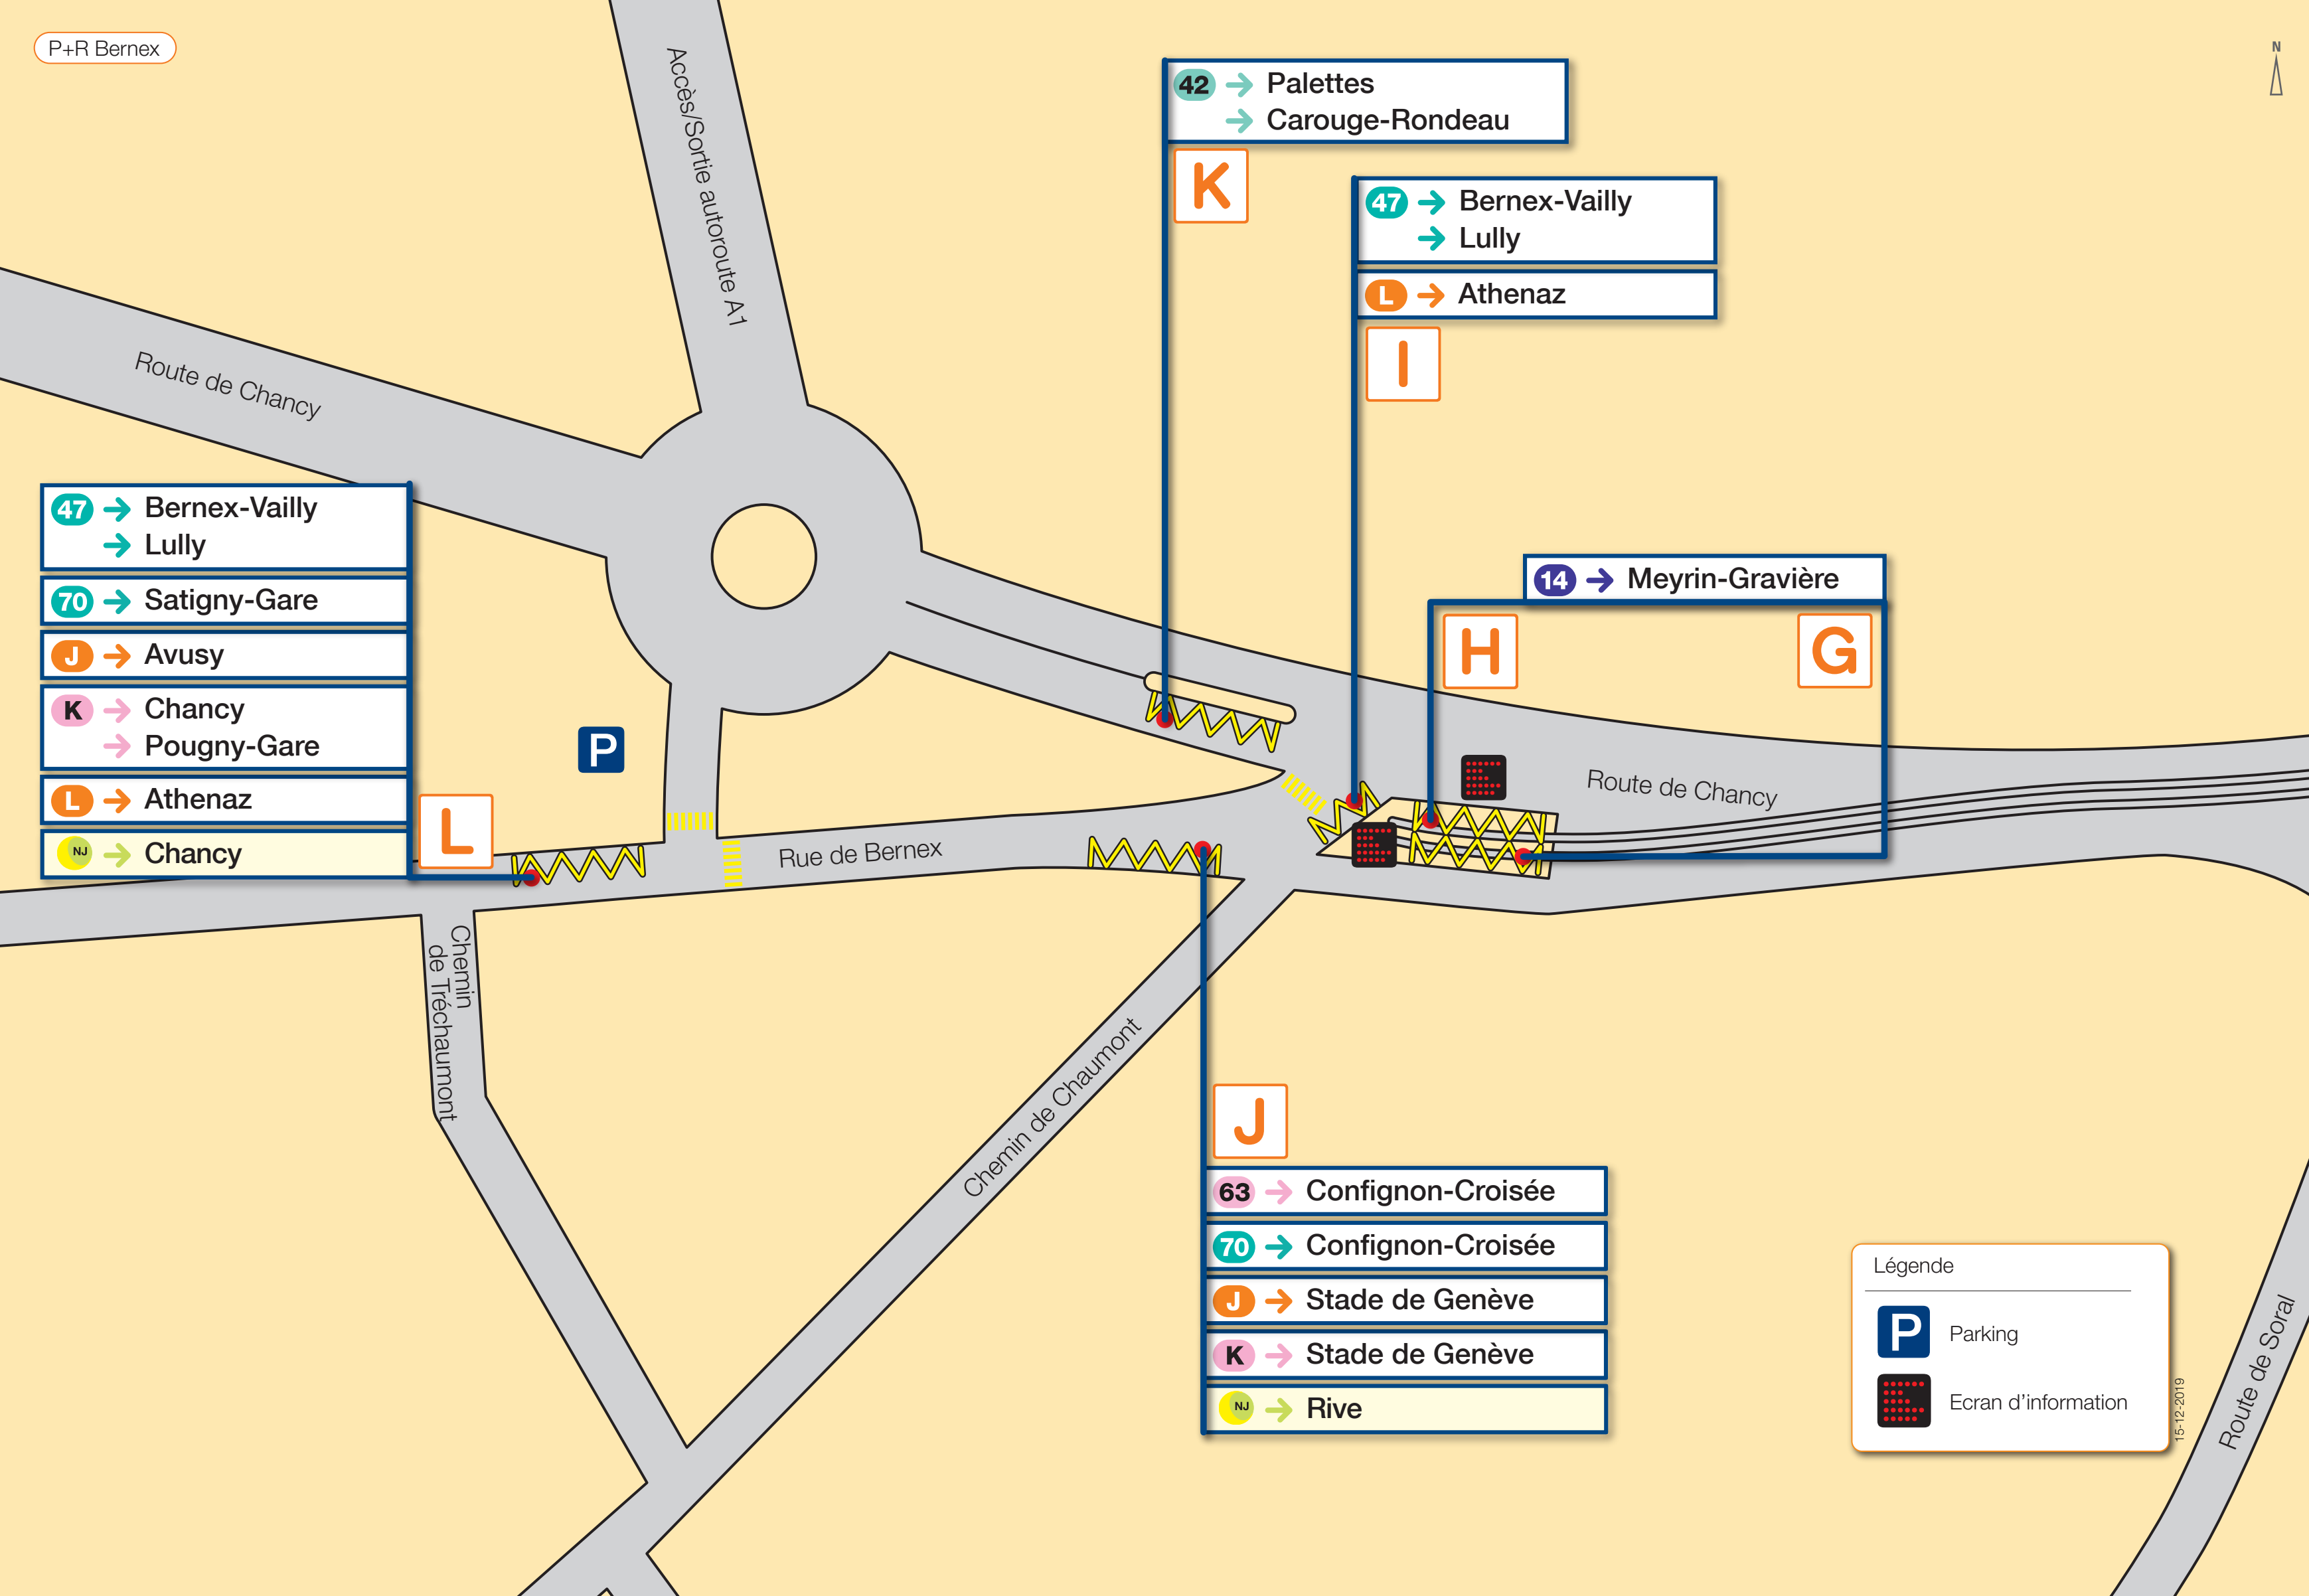 P+R Bernex
N
Accès/Sortie autoroute A1
42 → Palettes
→ Carouge-Rondeau
K
47 → Bernex-Vailly
→ Lully
L → Athenaz
I
Route de Chancy
47 → Bernex-Vailly
→ Lully
70 → Satigny-Gare
J → Avusy
K → Chancy
→ Pougny-Gare
L → Athenaz
NJ → Chancy
L
P
14 → Meyrin-Gravière
H
G
Route de Chancy
Rue de Bernex
Chemin
de Tréchaumont
Chemin de Chaumont
J
63 → Confignon-Croisée
70 → Confignon-Croisée
J → Stade de Genève
K → Stade de Genève
NJ → Rive
Légende
P Parking
Ecran d'information
15-12-2019
Route de Soral